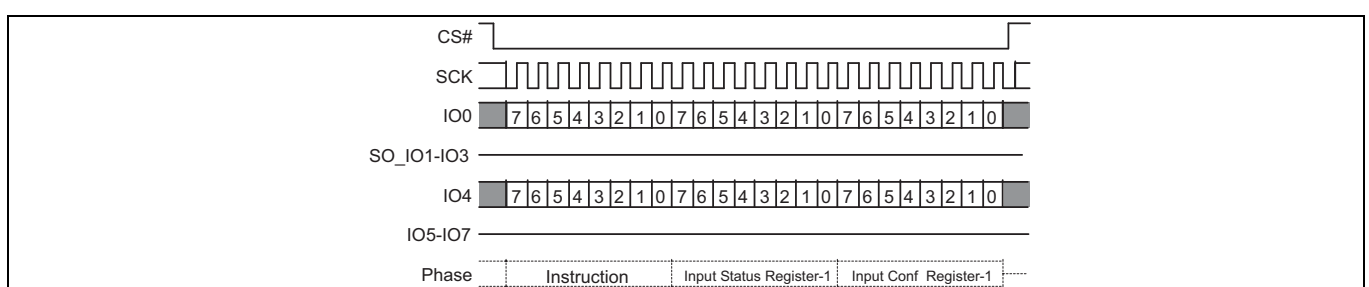 CS#
SCK
IO0 7 6 5 4 3 2 1 0 7 6 5 4 3 2 1 0 7 6 5 4 3 2 1 0
SO_IO1-IO3
IO4 7 6 5 4 3 2 1 0 7 6 5 4 3 2 1 0 7 6 5 4 3 2 1 0
IO5-IO7
Phase Instruction Input Status Register-1 Input Conf Register-1